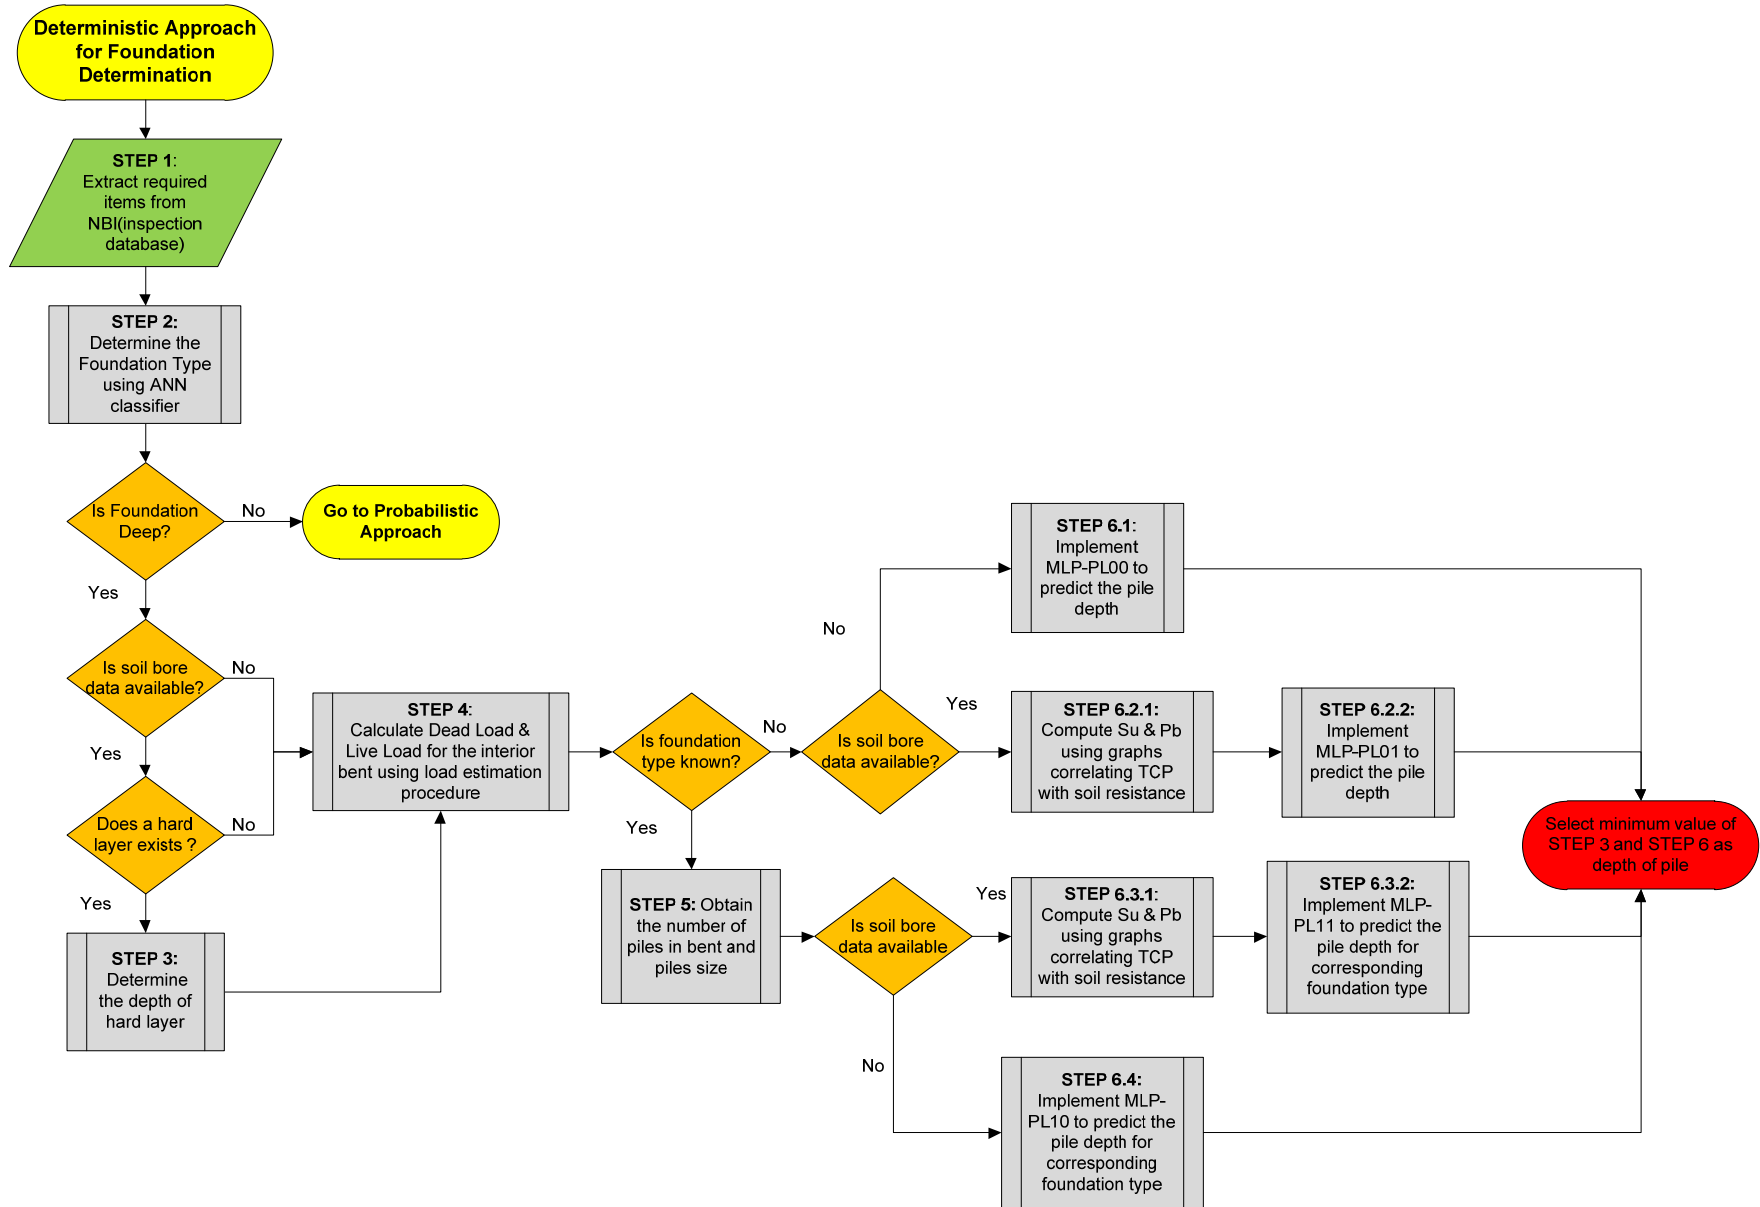 Deterministic Approach
for Foundation
Determination
STEP 1:
Extract required
items from
NBI(inspection
database)
STEP 2:
Determine the
Foundation Type
using ANN
classifier
Is Foundation
Deep?
No
Go to Probabilistic
Approach
Yes
Is soil bore
data available?
No
Yes
Does a hard
layer exists ?
No
Yes
STEP 3:
Determine
the depth of
hard layer
STEP 4:
Calculate Dead Load &
Live Load for the interior
bent using load estimation
procedure
Is foundation
type known?
No
Yes
Is soil bore
data available?
No
Yes
STEP 6.1:
Implement
MLP-PL00 to
predict the pile
depth
STEP 6.2.1:
Compute Su & Pb
using graphs
correlating TCP
with soil resistance
STEP 6.2.2:
Implement
MLP-PL01 to
predict the pile
depth
STEP 5: Obtain
the number of
piles in bent and
piles size
Is soil bore
data available
Yes
No
STEP 6.3.1:
Compute Su & Pb
using graphs
correlating TCP
with soil resistance
STEP 6.3.2:
Implement MLP-
PL11 to predict the
pile depth for
corresponding
foundation type
STEP 6.4:
Implement MLP-
PL10 to predict the
pile depth for
corresponding
foundation type
Select minimum value of
STEP 3 and STEP 6 as
depth of pile